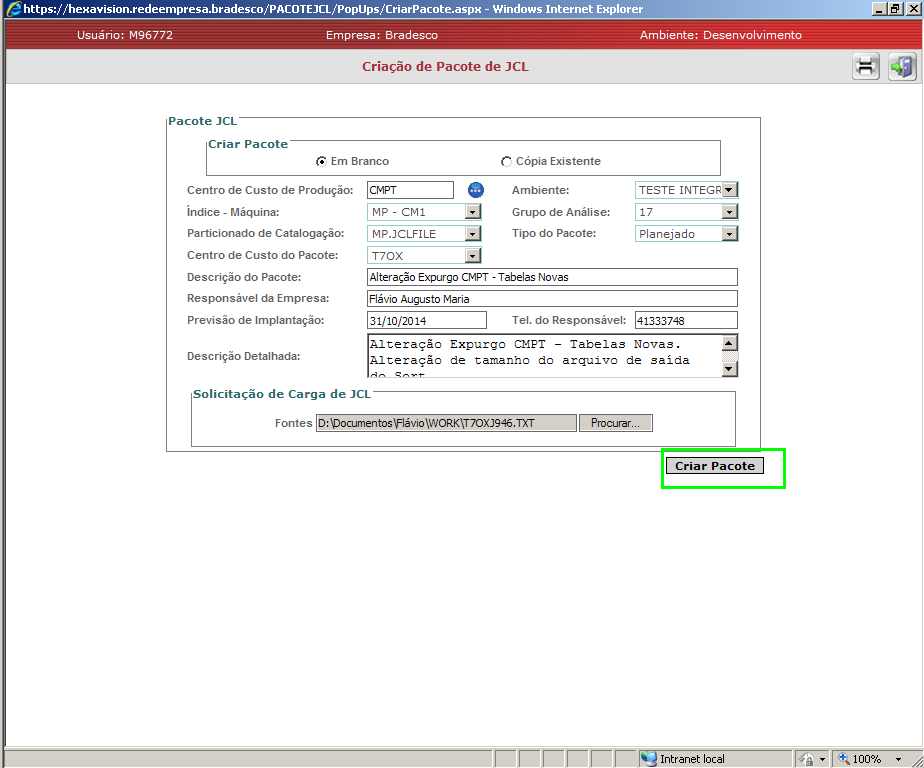 https://hexavision.redeempresa.bradesco/PACOTEJCL/PopUps/CriarPacote.aspx - Windows Internet Explorer
Usuário: M96772 Empresa: Bradesco Ambiente: Desenvolvimento
Criação de Pacote de JCL
Pacote JCL
Criar Pacote
Em Branco Cópia Existente
Centro de Custo de Produção: CMPT Ambiente: TESTE INTEGR
Índice - Máquina: MP - CM1 Grupo de Análise: 17
Particionado de Catalogação: MP.JCLFILE Tipo do Pacote: Planejado
Centro de Custo do Pacote: T7OX
Descrição do Pacote: Alteração Expurgo CMPT - Tabelas Novas
Responsável da Empresa: Flávio Augusto Maria
Previsão de Implantação: 31/10/2014 Tel. do Responsável: 41333748
Descrição Detalhada: Alteração Expurgo CMPT - Tabelas Novas.
Alteração de tamanho do arquivo de saída
do Sort
Solicitação de Carga de JCL
Fontes D:\Documentos\Flávio\WORK\T7OXJ946.TXT Procurar...
Criar Pacote
Intranet local 100%